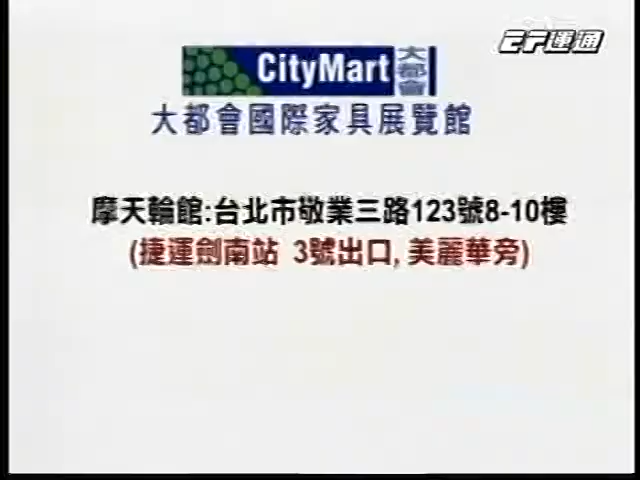 ET運通
CityMart 大都會
大都會國際家具展覽館
摩天輪館:台北市敬業三路123號8-10樓
(捷運劍南站 3號出口, 美麗華旁)